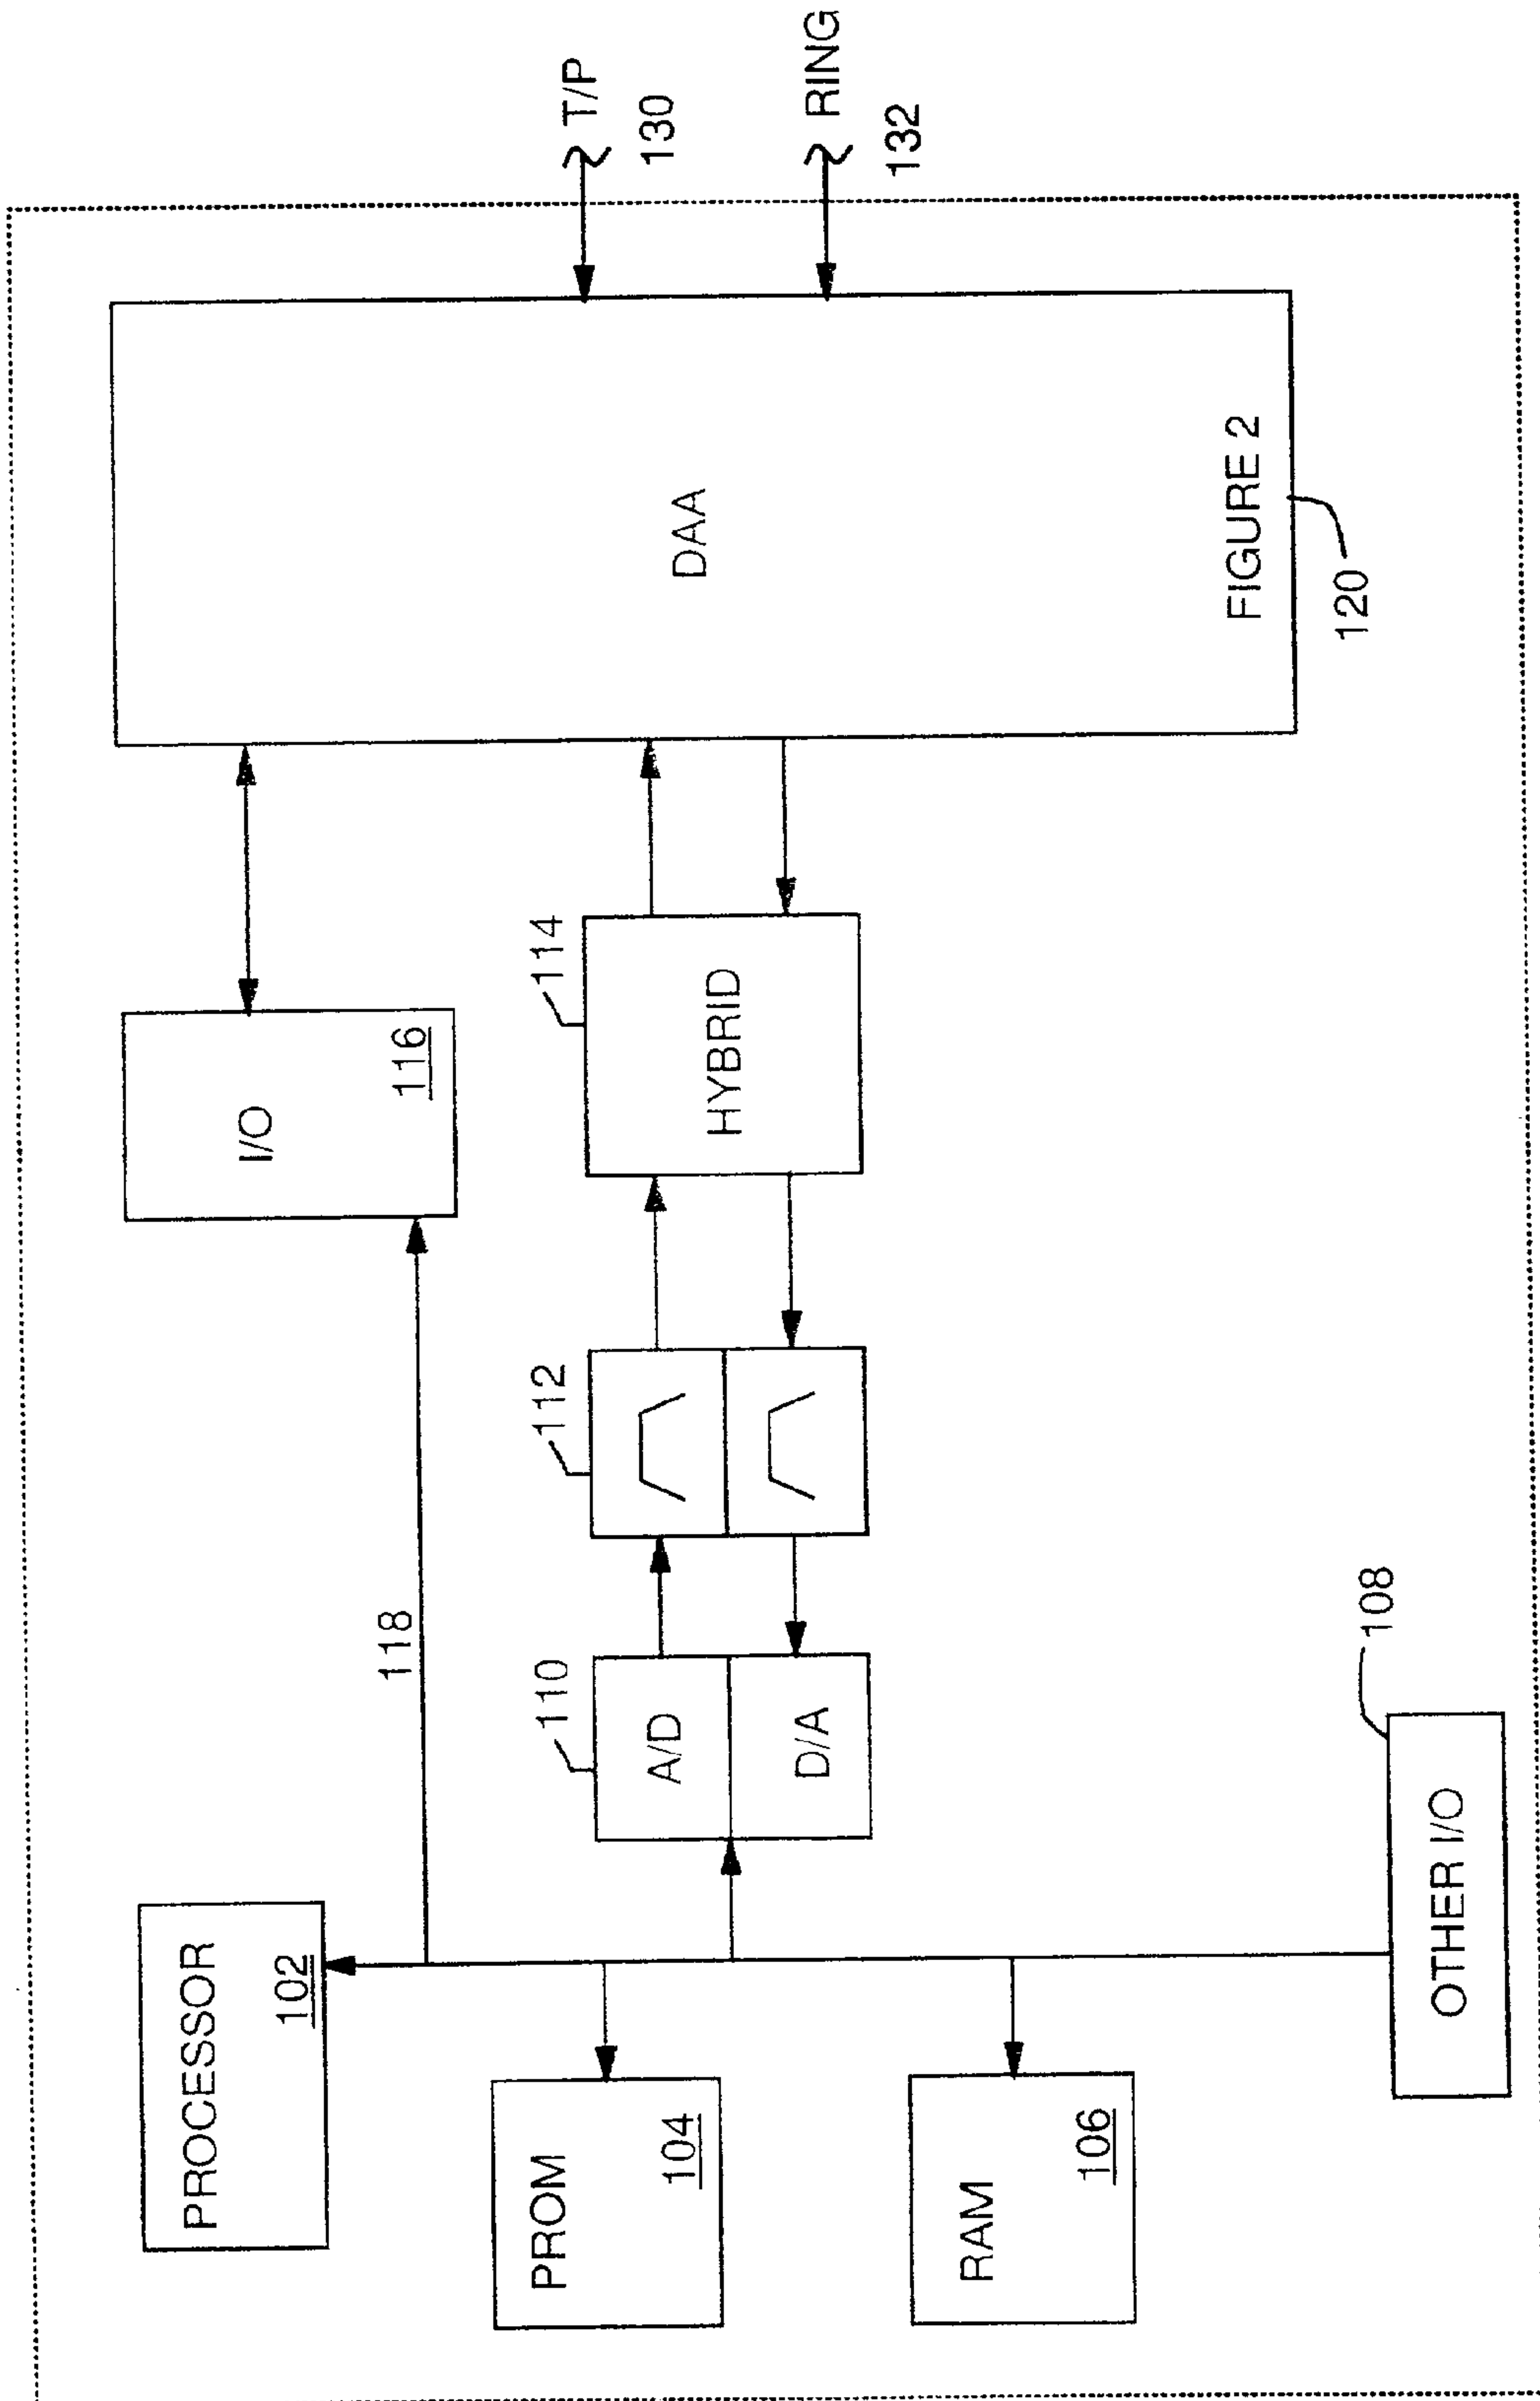 PROCESSOR
102
PROM
104
RAM
106
OTHER I/O
108
118
110
A/D
D/A
112
I/O
116
114
HYBRID
DAA
FIGURE 2
120
T/P
130
RING
132